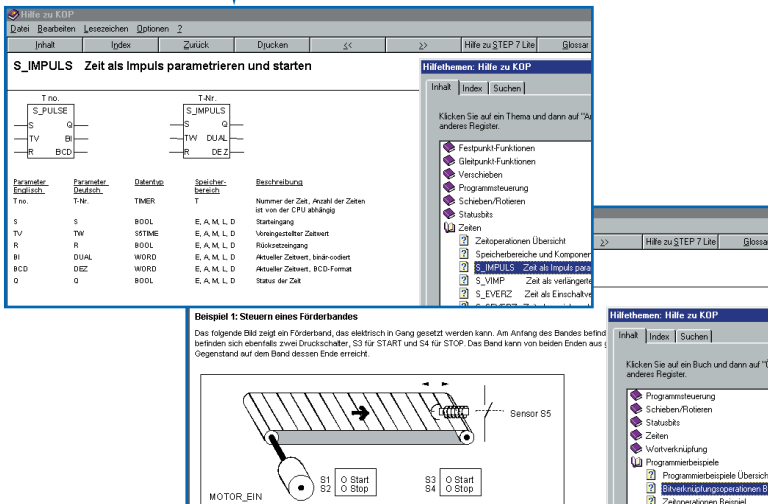 Hilfe zu KOP
Datei Bearbeiten Lesezeichen Optionen ?
Inhalt Index Zurück Drucken << >> Hilfe zu STEP 7 Lite Glossar
S_IMPULS Zeit als Impuls parametrieren und starten
T no. T-Nr.
S_PULSE S_IMPULS
S Q S Q
TV BI TW DUAL
R BCD R DEZ
Parameter Englisch Parameter Deutsch Datentyp Speicher-bereich Beschreibung
T no. T-Nr. TIMER T Nummer der Zeit, Anzahl der Zeiten
ist von der CPU abhängig
S S BOOL E, A, M, L, D Starteingang
TV TW S5TIME E, A, M, L, D Voreingestellter Zeitwert
R R BOOL E, A, M, L, D Rücksetzeingang
BI DUAL WORD E, A, M, L, D Aktueller Zeitwert, binär-codiert
BCD DEZ WORD E, A, M, L, D Aktueller Zeitwert, BCD-Format
Q Q BOOL E, A, M, L, D Status der Zeit
Hilfethemen: Hilfe zu KOP
Inhalt Index Suchen
Klicken Sie auf ein Thema und dann auf "A
anderes Register.
Festpunkt-Funktionen
Gleitpunkt-Funktionen
Verschieben
Programmsteuerung
Schieben/Rotieren
Statusbits
Zeiten
Zeitoperationen Übersicht
Speicherbereiche und Komponen
S_IMPULS Zeit als Impuls para
S_VIMP Zeit als verlängerte
S_EVERZ Zeit als Einschaltve
>> Hilfe zu STEP 7 Lite Glossa
Beispiel 1: Steuern eines Förderbandes
Das folgende Bild zeigt ein Förderband, das elektrisch in Gang gesetzt werden kann. Am Anfang des Bandes befind
befinden sich ebenfalls zwei Druckschalter, S3 für START und S4 für STOP. Das Band kann von beiden Enden aus
Gegenstand auf dem Band dessen Ende erreicht.
Sensor S5
S1 O Start S3 O Start
S2 O Stop S4 O Stop
MOTOR_EIN
Hilfethemen: Hilfe zu KOP
Inhalt Index Suchen
Klicken Sie auf ein Buch und dann auf "Ö
anderes Register.
Programmsteuerung
Schieben/Rotieren
Statusbits
Zeiten
Wortverknüpfung
Programmierbeispiele
Programmierbeispiele Übersich
Bitverknüpfungsoperationen B
Zeitoperationen Beispiel